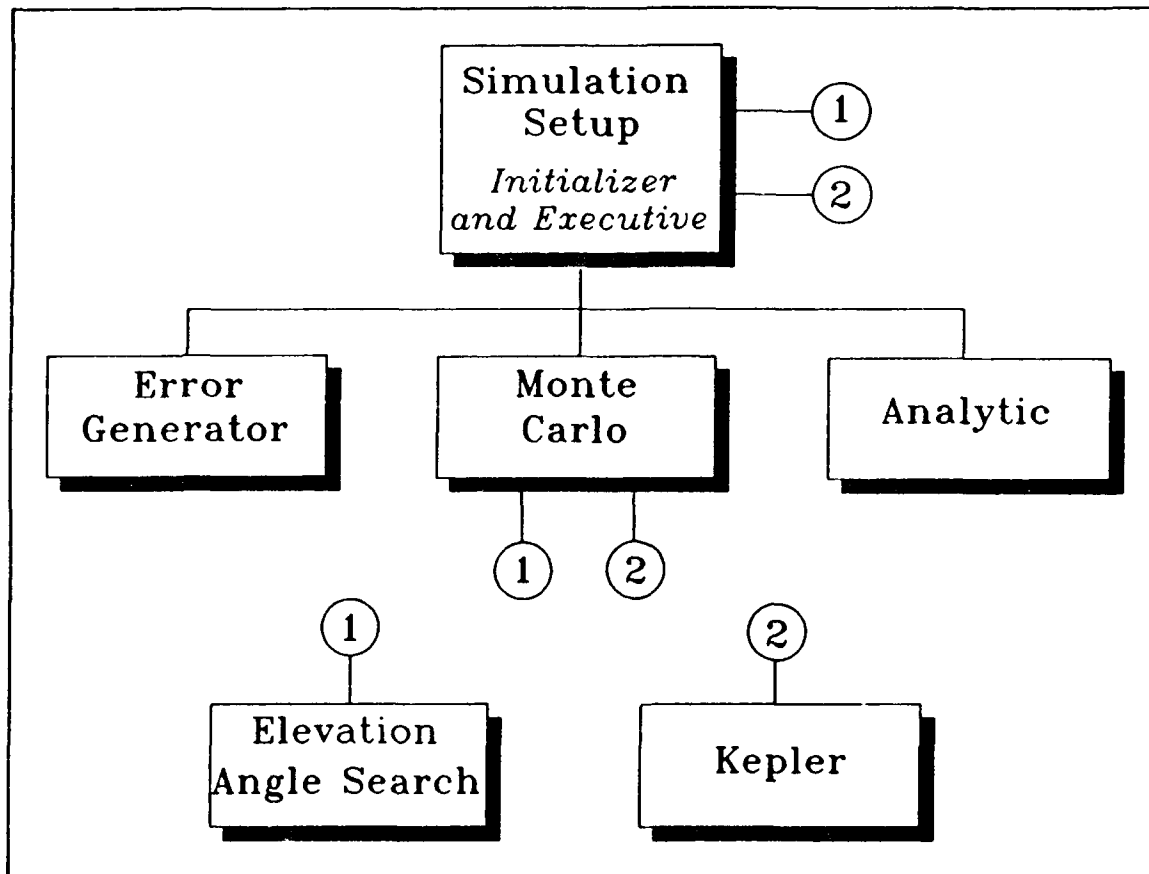 Simulation
Setup
Initializer
and Executive
1
2
Error
Generator
Monte
Carlo
Analytic
1
2
1
2
Elevation
Angle Search
Kepler